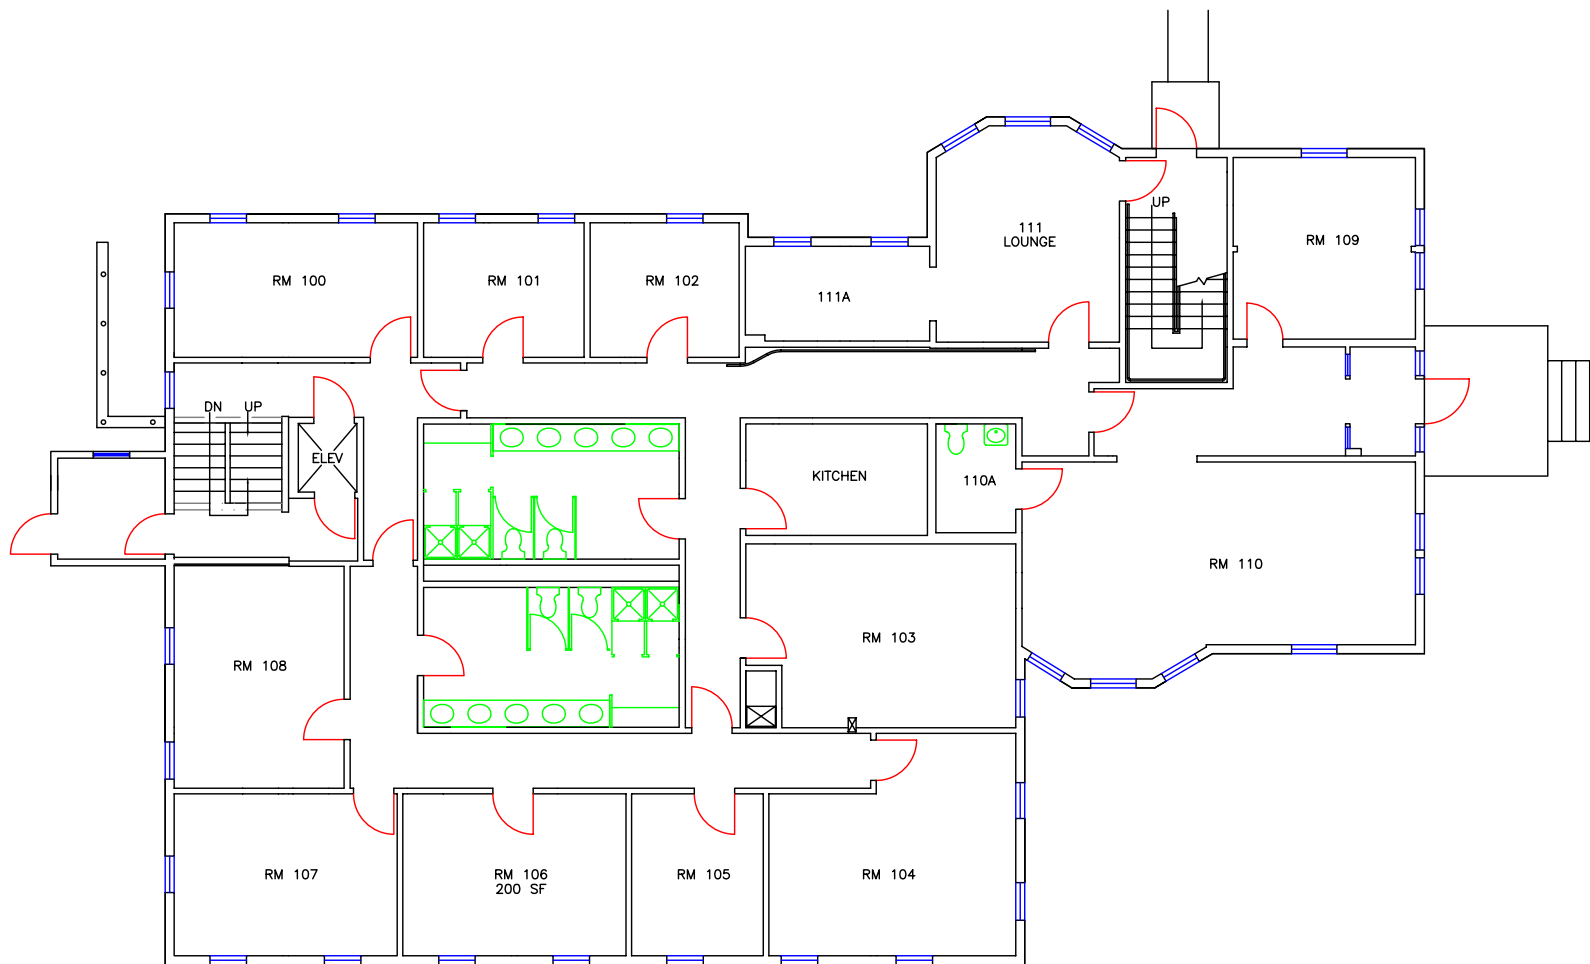 UP
111
LOUNGE
RM 109
RM 100
RM 101
RM 102
111A
DN
UP
ELEV
KITCHEN
110A
RM 110
RM 103
RM 108
RM 107
RM 106
200 SF
RM 105
RM 104